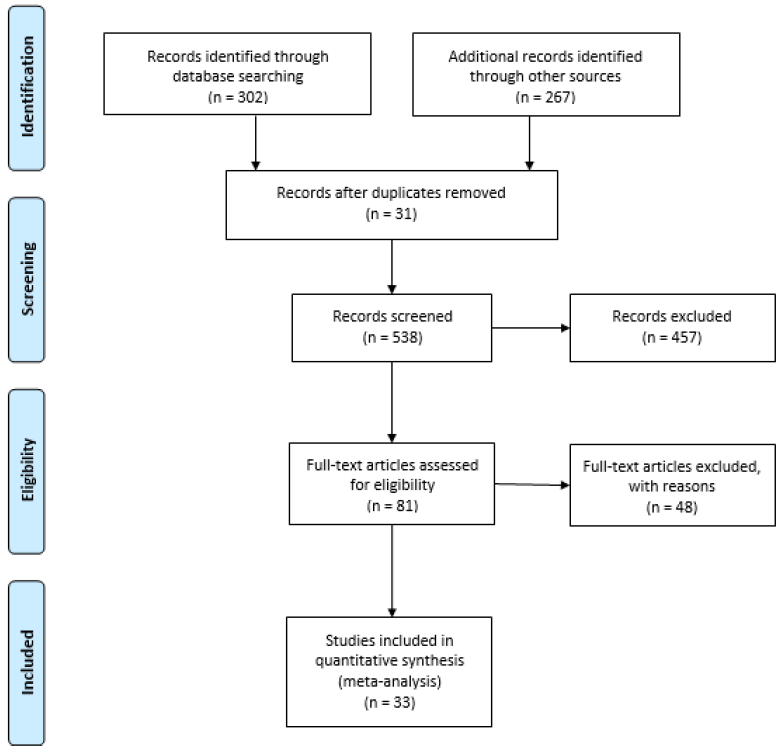 Identification
Records identified through
database searching
(n = 302)
Additional records identified
through other sources
(n = 267)
Records after duplicates removed
(n = 31)
Screening
Records screened
(n = 538)
Records excluded
(n = 457)
Eligibility
Full-text articles assessed
for eligibility
(n = 81)
Full-text articles excluded,
with reasons
(n = 48)
Included
Studies included in
quantitative synthesis
(meta-analysis)
(n = 33)